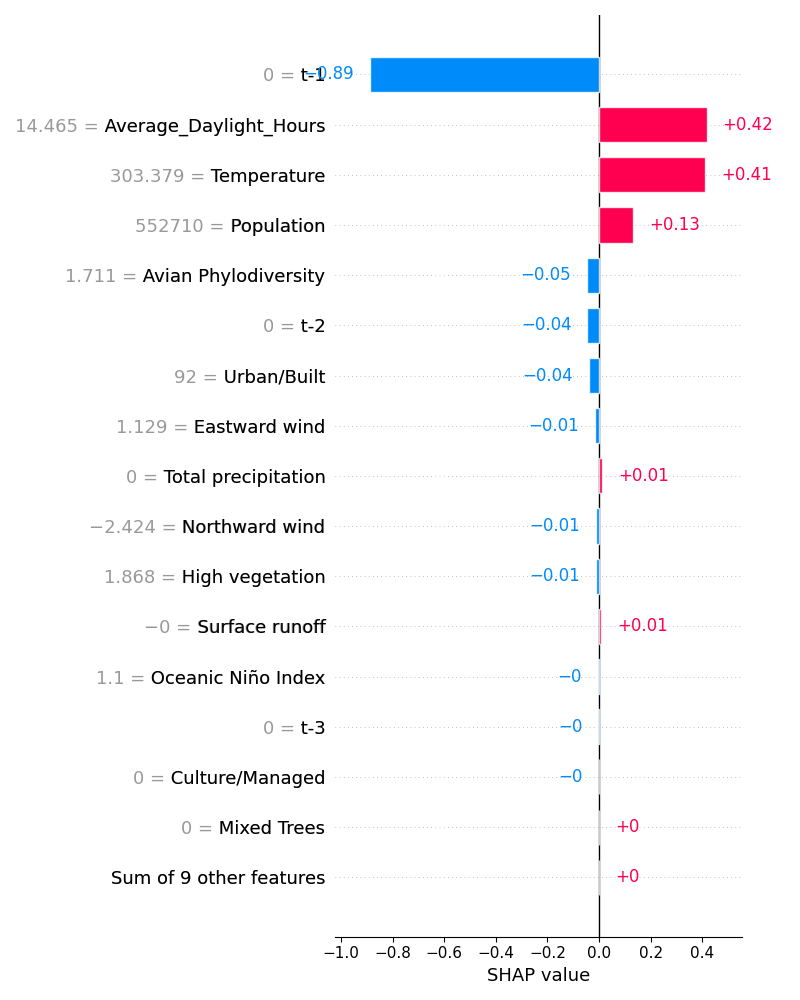 0 = t-1 −0.89
14.465 = Average_Daylight_Hours +0.42
303.379 = Temperature +0.41
552710 = Population +0.13
1.711 = Avian Phylodiversity −0.05
0 = t-2 −0.04
92 = Urban/Built −0.04
1.129 = Eastward wind −0.01
0 = Total precipitation +0.01
−2.424 = Northward wind −0.01
1.868 = High vegetation −0.01
−0 = Surface runoff +0.01
1.1 = Oceanic Niño Index −0
0 = t-3 −0
0 = Culture/Managed −0
0 = Mixed Trees +0
Sum of 9 other features +0
−1.0 −0.8 −0.6 −0.4 −0.2 0.0 0.2 0.4
SHAP value